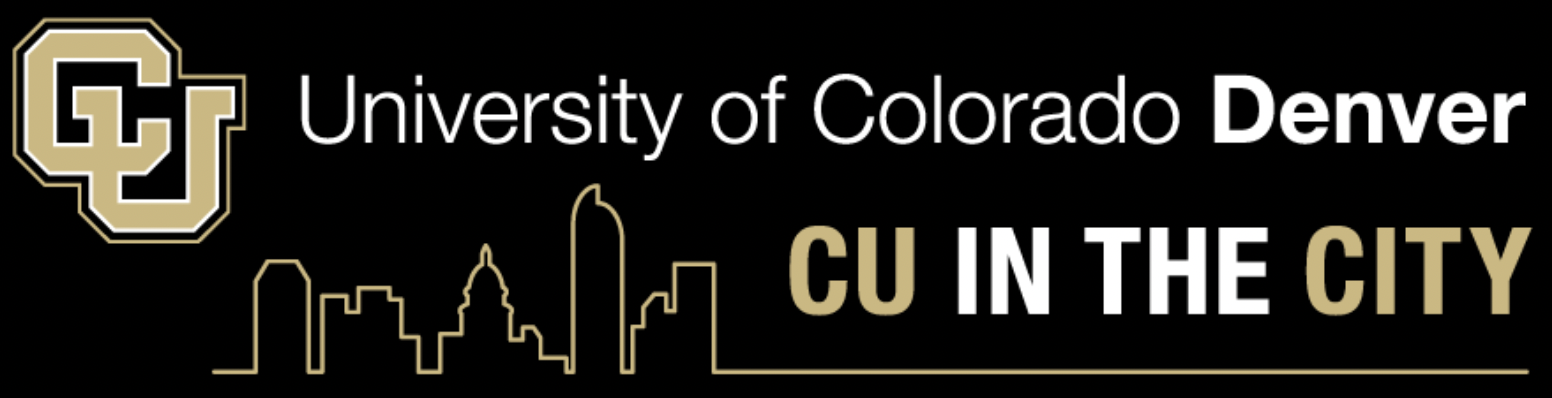 CU
University of Colorado Denver
CU IN THE CITY